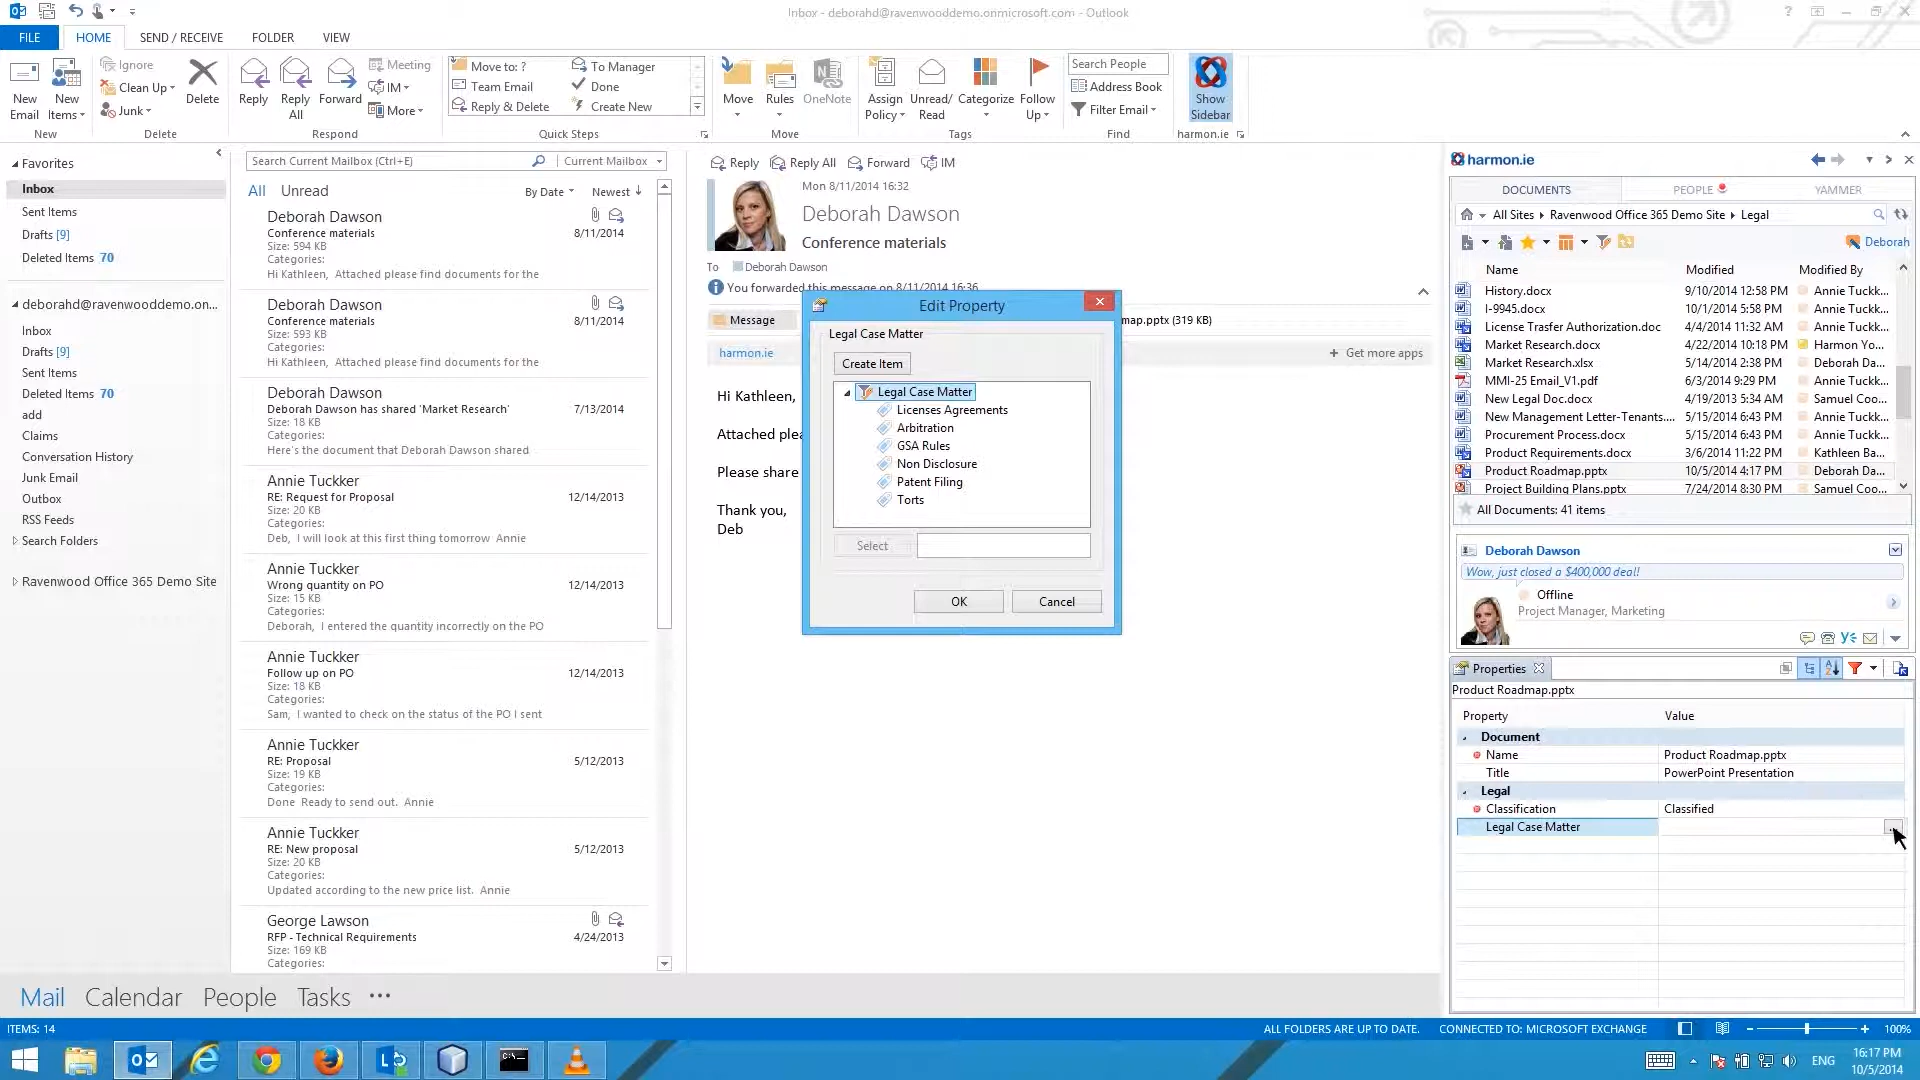 Inbox - deborahd@ravenwooddemo.onmicrosoft.com - Outlook
FILE HOME SEND / RECEIVE FOLDER VIEW
New Email
New Items
New
Ignore
Clean Up
Junk
Delete
Delete
Reply
Reply All
Forward
Meeting
IM
More
Respond
Move to: ?
Team Email
Reply & Delete
To Manager
Done
Create New
Quick Steps
Move
Rules
OneNote
Move
Assign Policy
Unread/ Read
Categorize
Follow Up
Tags
Search People
Address Book
Filter Email
Find
Show Sidebar
harmon.ie
Favorites
Inbox
Sent Items
Drafts [9]
Deleted Items 70
deborahd@ravenwooddemo.on...
Inbox
Drafts [9]
Sent Items
Deleted Items 70
add
Claims
Conversation History
Junk Email
Outbox
RSS Feeds
Search Folders
Ravenwood Office 365 Demo Site
Search Current Mailbox (Ctrl+E)
Current Mailbox
All Unread By Date Newest
Deborah Dawson
Conference materials 8/11/2014
Size: 594 KB
Categories:
Hi Kathleen, Attached please find documents for the
Deborah Dawson
Conference materials 8/11/2014
Size: 593 KB
Categories:
Hi Kathleen, Attached please find documents for the
Deborah Dawson
Deborah Dawson has shared 'Market Research' 7/13/2014
Size: 18 KB
Categories:
Here's the document that Deborah Dawson shared
Annie Tuckker
RE: Request for Proposal 12/14/2013
Size: 20 KB
Categories:
Deb, I will look at this first thing tomorrow Annie
Annie Tuckker
Wrong quantity on PO 12/14/2013
Size: 15 KB
Categories:
Deborah, I entered the quantity incorrectly on the PO
Annie Tuckker
Follow up on PO 12/14/2013
Size: 18 KB
Categories:
Sam, I wanted to check on the status of the PO I sent
Annie Tuckker
RE: Proposal 5/12/2013
Size: 19 KB
Categories:
Done Ready to send out. Annie
Annie Tuckker
RE: New proposal 5/12/2013
Size: 20 KB
Categories:
Updated according to the new price list. Annie
George Lawson
RFP - Technical Requirements 4/24/2013
Size: 169 KB
Categories:
Reply Reply All Forward IM
Mon 8/11/2014 16:32
Deborah Dawson
Conference materials
To Deborah Dawson
You forwarded this message on 8/11/2014 16:36
Message
map.pptx (319 KB)
harmon.ie
+ Get more apps
Hi Kathleen,
Attached plea
Please share
Thank you,
Deb
Edit Property
Legal Case Matter
Create Item
Legal Case Matter
Licenses Agreements
Arbitration
GSA Rules
Non Disclosure
Patent Filing
Torts
Select
OK Cancel
harmon.ie
DOCUMENTS PEOPLE YAMMER
All Sites Ravenwood Office 365 Demo Site Legal
Deborah
Name Modified Modified By
History.docx 9/10/2014 12:58 PM Annie Tuckk...
I-9945.docx 10/1/2014 5:58 PM Annie Tuckk...
License Trasfer Authorization.doc 4/4/2014 11:32 AM Annie Tuckk...
Market Research.docx 4/22/2014 10:18 PM Harmon Yo...
Market Research.xlsx 5/14/2014 2:38 PM Deborah Da...
MMI-25 Email_V1.pdf 6/3/2014 9:29 PM Annie Tuckk...
New Legal Doc.docx 4/19/2013 5:34 AM Samuel Coo...
New Management Letter-Tenants.... 5/15/2014 6:43 PM Annie Tuckk...
Procurement Process.docx 5/15/2014 6:43 PM Annie Tuckk...
Product Requirements.docx 3/6/2014 11:22 PM Kathleen Ba...
Product Roadmap.pptx 10/5/2014 4:17 PM Deborah Da...
Project Building Plans.pptx 7/24/2014 8:30 PM Samuel Coo...
All Documents: 41 items
Deborah Dawson
Wow, just closed a $400,000 deal!
Offline
Project Manager, Marketing
Properties
Product Roadmap.pptx
Property Value
Document
Name Product Roadmap.pptx
Title PowerPoint Presentation
Legal
Classification Classified
Legal Case Matter
Mail Calendar People Tasks ...
ITEMS: 14
ALL FOLDERS ARE UP TO DATE. CONNECTED TO: MICROSOFT EXCHANGE 100%
ENG
16:17 PM
10/5/2014